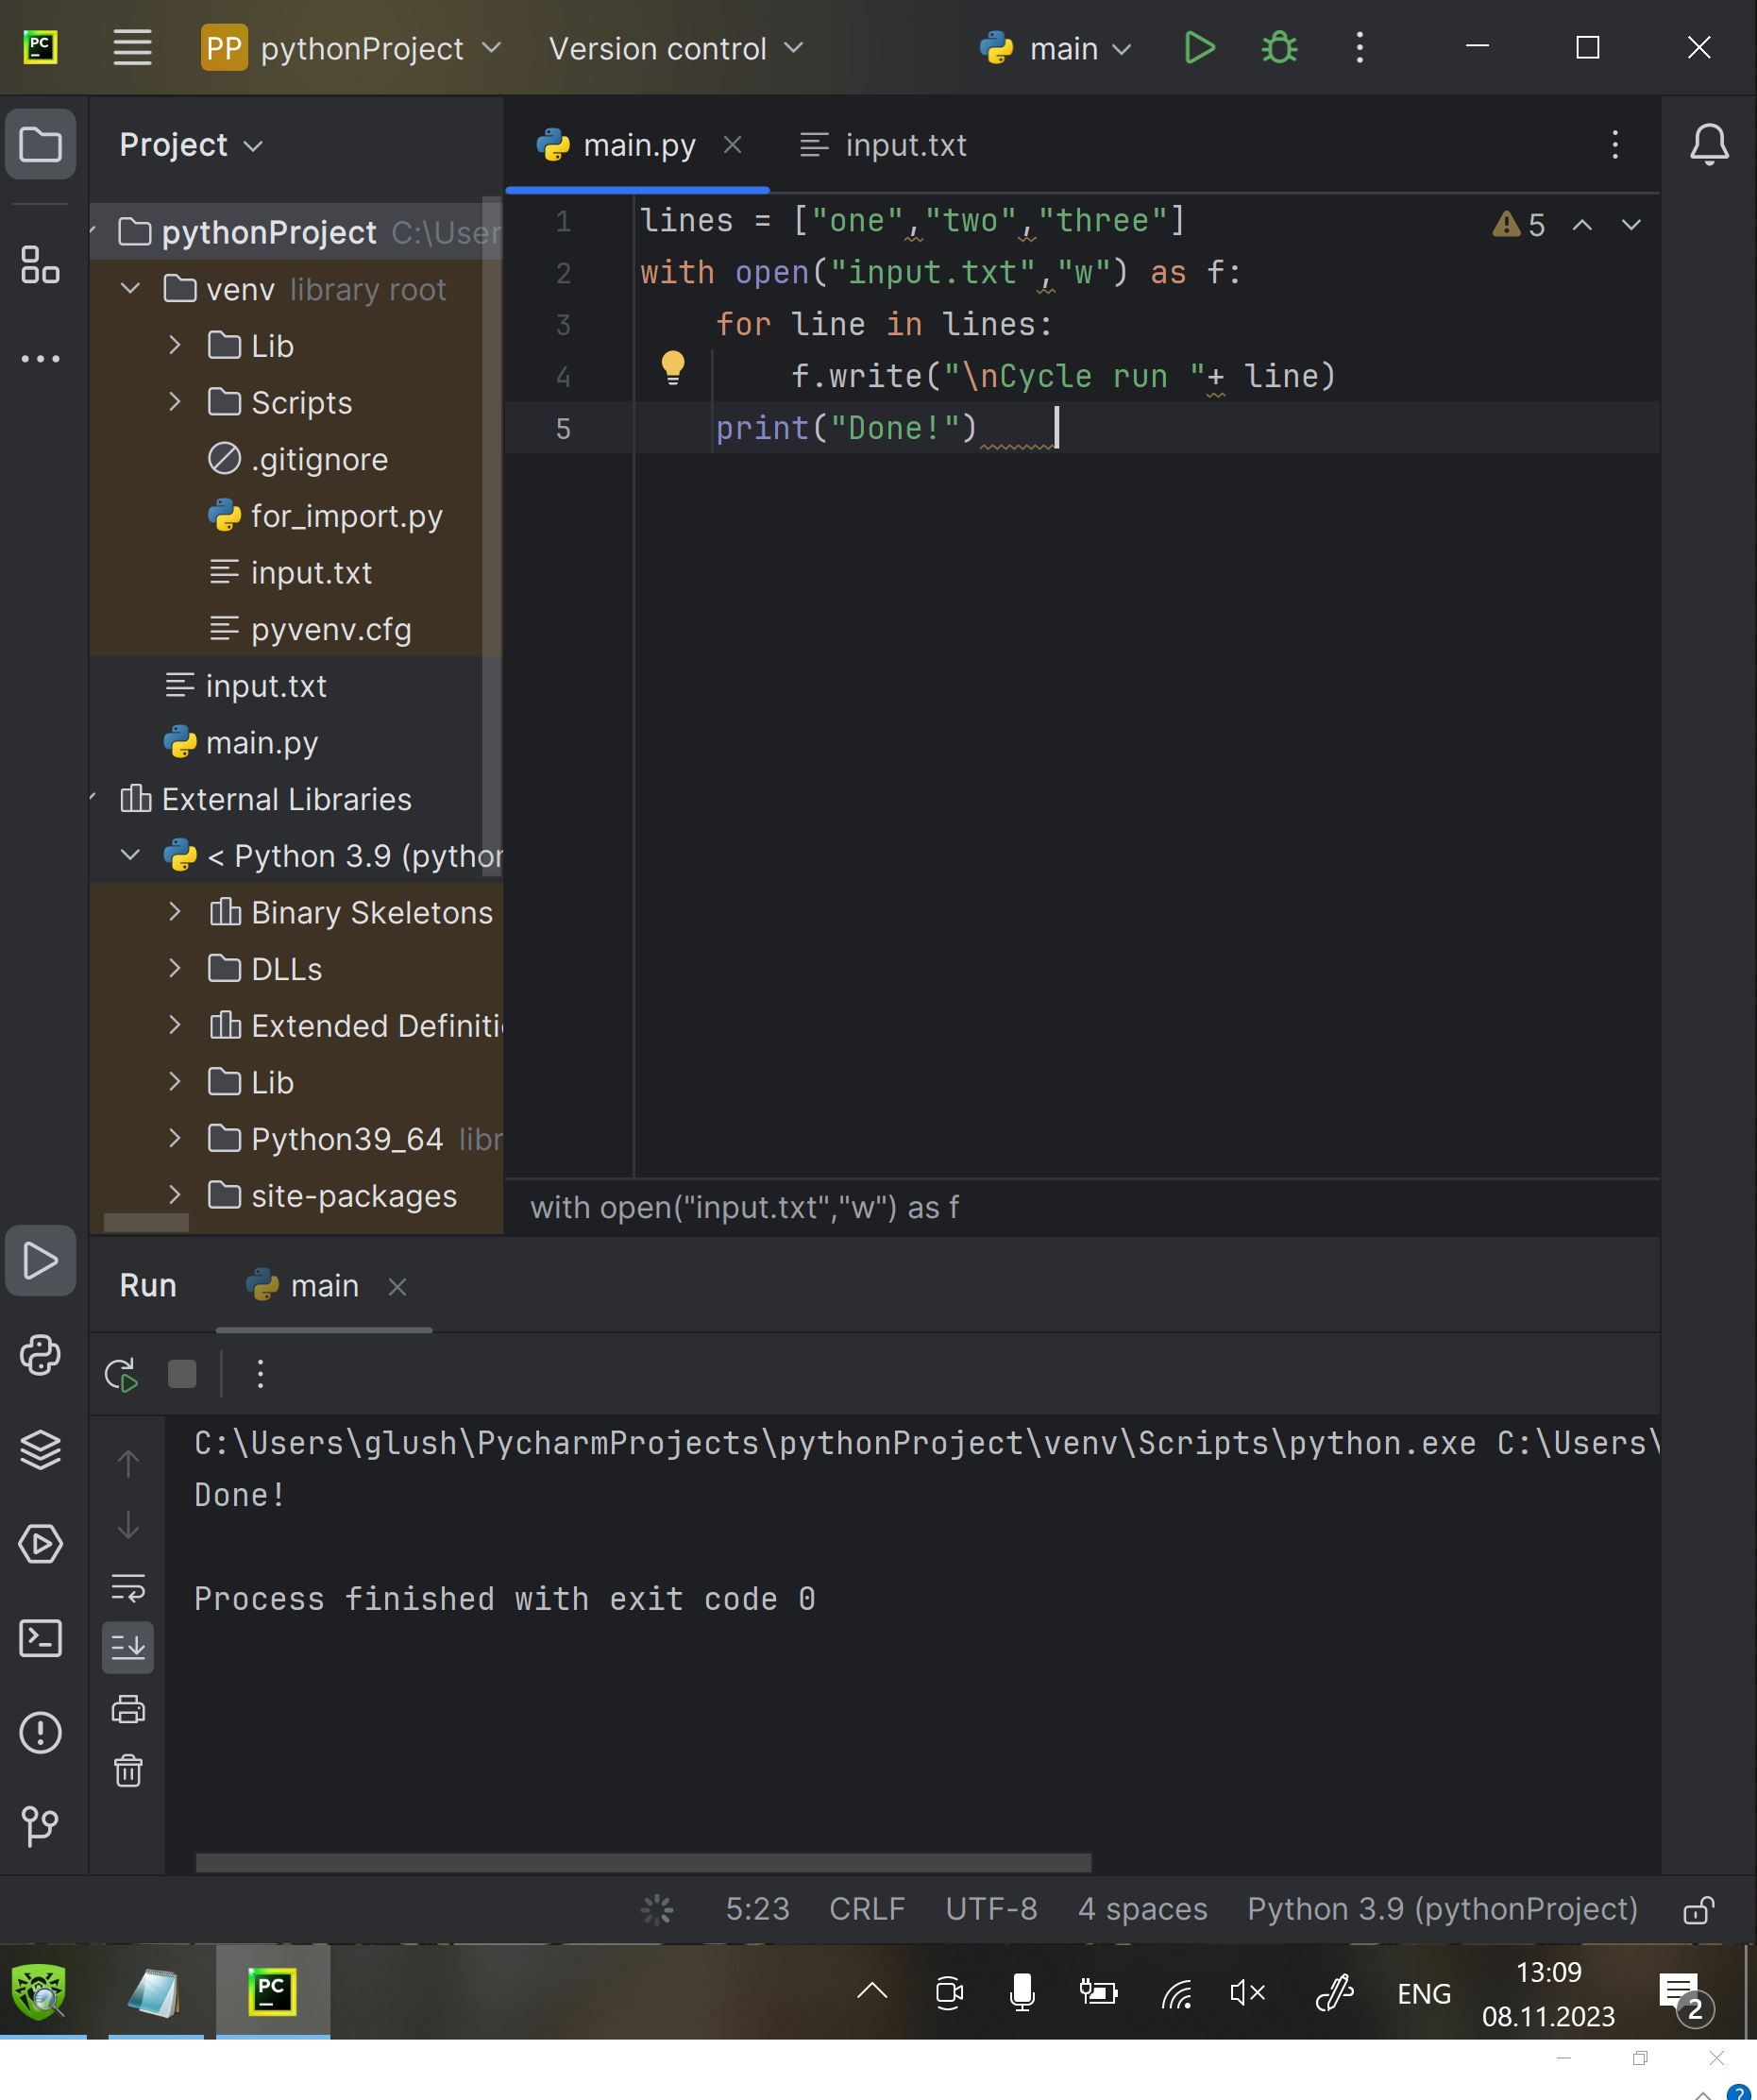 PC
PP pythonProject
Version control
main
Project
main.py
input.txt
pythonProject C:\User
venv library root
Lib
Scripts
.gitignore
for_import.py
input.txt
pyvenv.cfg
input.txt
main.py
External Libraries
< Python 3.9 (python
Binary Skeletons
DLLs
Extended Definiti
Lib
Python39_64 libr
site-packages
1 lines = ["one","two","three"]
2 with open("input.txt","w") as f:
3     for line in lines:
4         f.write("\nCycle run "+ line)
5     print("Done!")
5
with open("input.txt","w") as f
Run
main
C:\Users\glush\PycharmProjects\pythonProject\venv\Scripts\python.exe C:\Users\
Done!
Process finished with exit code 0
5:23 CRLF UTF-8 4 spaces Python 3.9 (pythonProject)
PC
ENG
13:09
08.11.2023
2
?